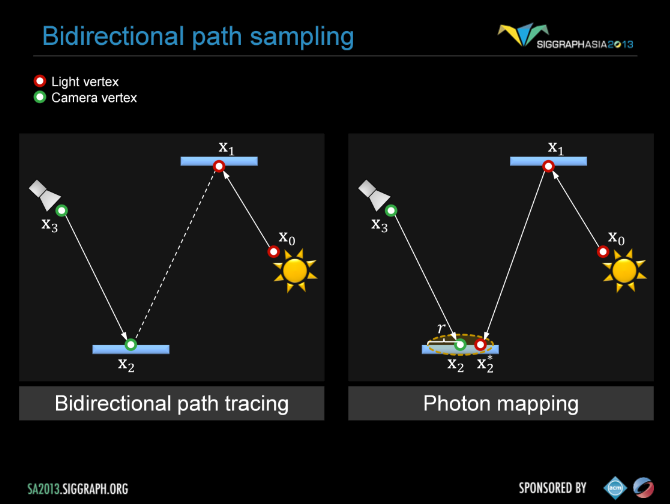 Bidirectional path sampling
SIGGRAPHASIA2013
Light vertex
Camera vertex
x₁
x₃
x₀
x₂
Bidirectional path tracing
x₁
x₃
x₀
r
x₂
x₂*
Photon mapping
SA2013.SIGGRAPH.ORG
SPONSORED BY